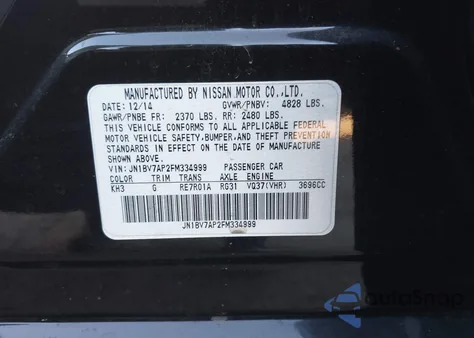 MANUFACTURED BY NISSAN MOTOR CO.,LTD.
DATE: 12/14 GVWR/PNBV: 4828 LBS.
GAWR/PNBE FR: 2370 LBS. RR: 2480 LBS.
THIS VEHICLE CONFORMS TO ALL APPLICABLE FEDERAL
MOTOR VEHICLE SAFETY, BUMPER, AND THEFT PREVENTION
STANDARDS IN EFFECT ON THE DATE OF MANUFACTURE
SHOWN ABOVE.
VIN: JN1BV7AP2FM334999 PASSENGER CAR
COLOR TRIM TRANS AXLE ENGINE
KH3 G RE7R01A RG31 VQ37(VHR) 3696CC
JN1BV7AP2FM334999
autoSnap